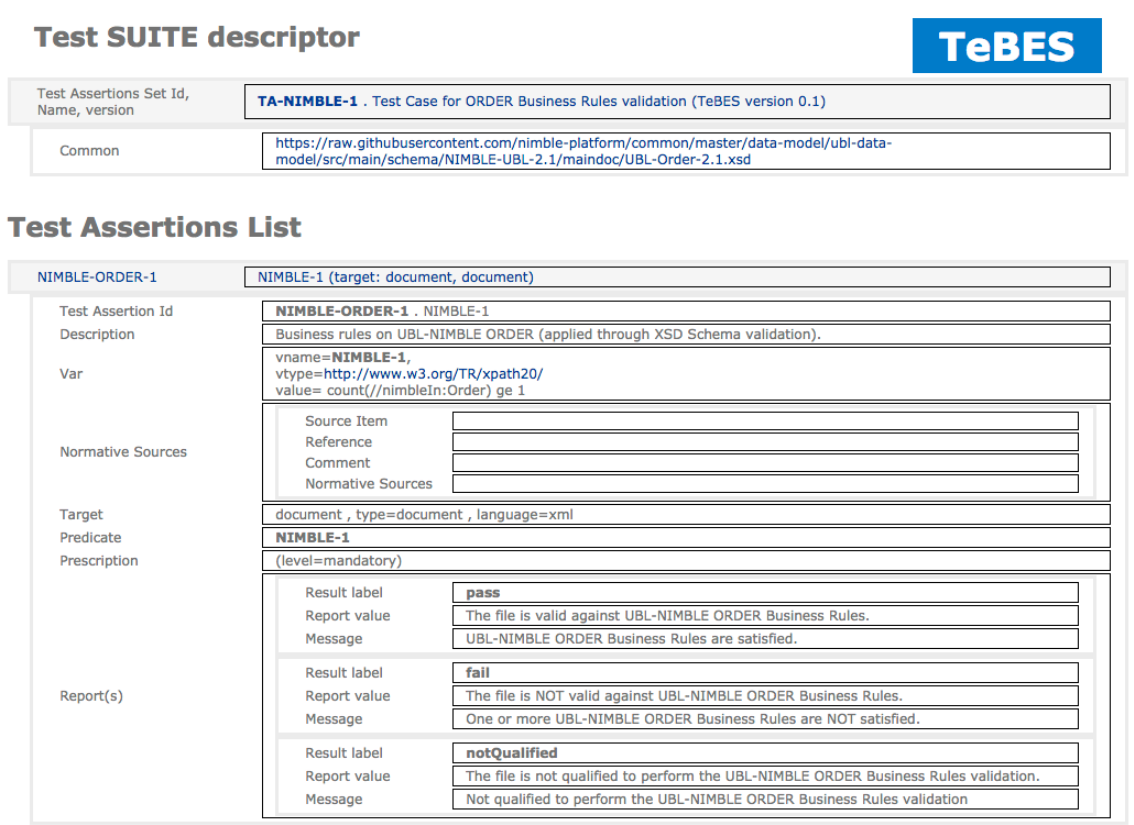 Test SUITE descriptor
TeBES
Test Assertions Set Id,
Name, version
TA-NIMBLE-1 . Test Case for ORDER Business Rules validation (TeBES version 0.1)
Common
https://raw.githubusercontent.com/nimble-platform/common/master/data-model/ubl-data-
model/src/main/schema/NIMBLE-UBL-2.1/maindoc/UBL-Order-2.1.xsd
Test Assertions List
NIMBLE-ORDER-1
NIMBLE-1 (target: document, document)
Test Assertion Id
NIMBLE-ORDER-1 . NIMBLE-1
Description
Business rules on UBL-NIMBLE ORDER (applied through XSD Schema validation).
Var
vname=NIMBLE-1,
vtype=http://www.w3.org/TR/xpath20/
value= count(//nimbleIn:Order) ge 1
Normative Sources
Source Item
Reference
Comment
Normative Sources
Target
document , type=document , language=xml
Predicate
NIMBLE-1
Prescription
(level=mandatory)
Report(s)
Result label
pass
Report value
The file is valid against UBL-NIMBLE ORDER Business Rules.
Message
UBL-NIMBLE ORDER Business Rules are satisfied.
Result label
fail
Report value
The file is NOT valid against UBL-NIMBLE ORDER Business Rules.
Message
One or more UBL-NIMBLE ORDER Business Rules are NOT satisfied.
Result label
notQualified
Report value
The file is not qualified to perform the UBL-NIMBLE ORDER Business Rules validation.
Message
Not qualified to perform the UBL-NIMBLE ORDER Business Rules validation